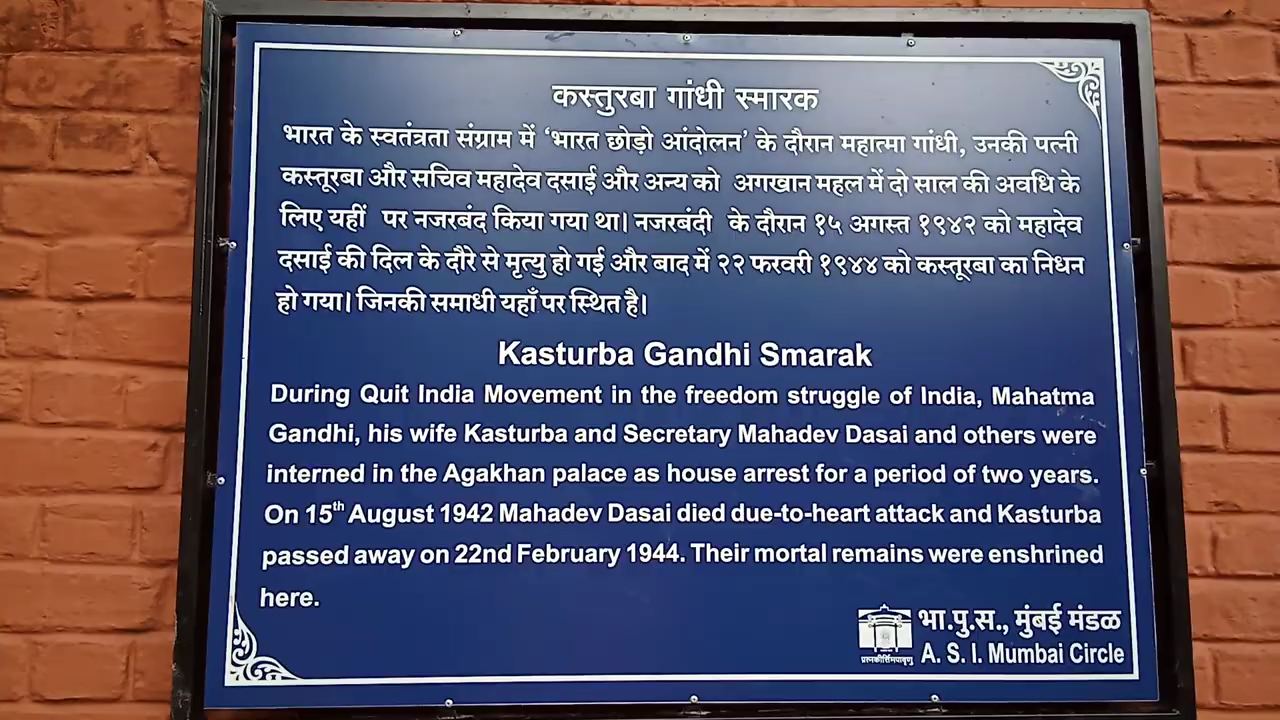 कस्तुरबा गांधी स्मारक
भारत के स्वतंत्रता संग्राम में 'भारत छोड़ो आंदोलन' के दौरान महात्मा गांधी, उनकी पत्नी
कस्तूरबा और सचिव महादेव दसाई और अन्य को अगखान महल में दो साल की अवधि के
लिए यहीं पर नजरबंद किया गया था। नजरबंदी के दौरान १५ अगस्त १९४२ को महादेव
दसाई की दिल के दौरे से मृत्यु हो गई और बाद में २२ फरवरी १९४४ को कस्तूरबा का निधन
हो गया। जिनकी समाधी यहाँ पर स्थित है।
Kasturba Gandhi Smarak
During Quit India Movement in the freedom struggle of India, Mahatma
Gandhi, his wife Kasturba and Secretary Mahadev Dasai and others were
interned in the Agakhan palace as house arrest for a period of two years.
On 15th August 1942 Mahadev Dasai died due-to-heart attack and Kasturba
passed away on 22nd February 1944. Their mortal remains were enshrined
here.
भा.पु.स., मुंबई मंडळ
A. S. I. Mumbai Circle